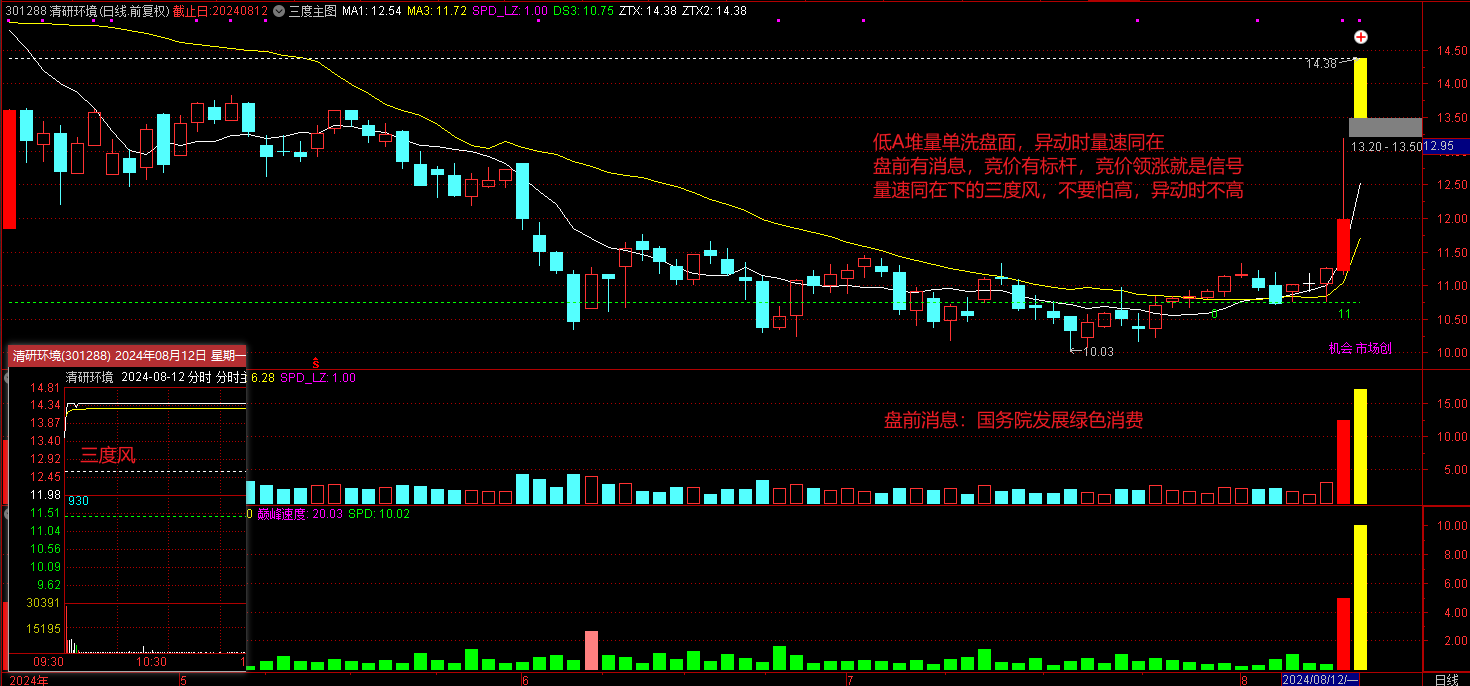 301288 清研环境(日线.前复权) 截止日:20240812 三度主图 MA1: 12.54 MA3: 11.72 SPD_LZ: 1.00 DS3: 10.75 ZTX: 14.38 ZTX2: 14.38
14.38
14.50
14.00
13.50
13.20 - 13.50
12.95
12.50
12.00
11.50
11.00
10.50
10.00
低A堆量单洗盘面，异动时量速同在
盘前有消息，竞价有标杆，竞价领涨就是信号
量速同在下的三度风，不要怕高，异动时不高
6
11
←10.03
机会 市场创
清研环境(301288) 2024年08月12日 星期一
ŝ
清研环境 2024-08-12 分时 分时主
6.28 SPD_LZ: 1.00
14.81
14.34
13.87
13.40
12.92
12.45
11.98
11.51
11.04
10.56
10.09
9.62
30391
15195
三度风
930
09:30
10:30
1
盘前消息：国务院发展绿色消费
15.00
10.00
5.00
0 巅峰速度: 20.03 SPD: 10.02
10.00
8.00
6.00
4.00
2.00
2024年
5
6
7
8
2024/08/12/一
日线